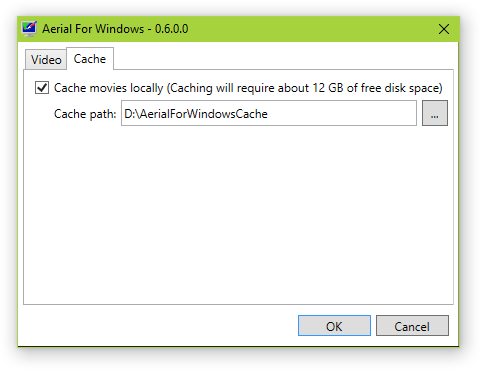 Aerial For Windows - 0.6.0.0
Video Cache
Cache movies locally (Caching will require about 12 GB of free disk space)
Cache path: D:\AerialForWindowsCache ...
OK Cancel